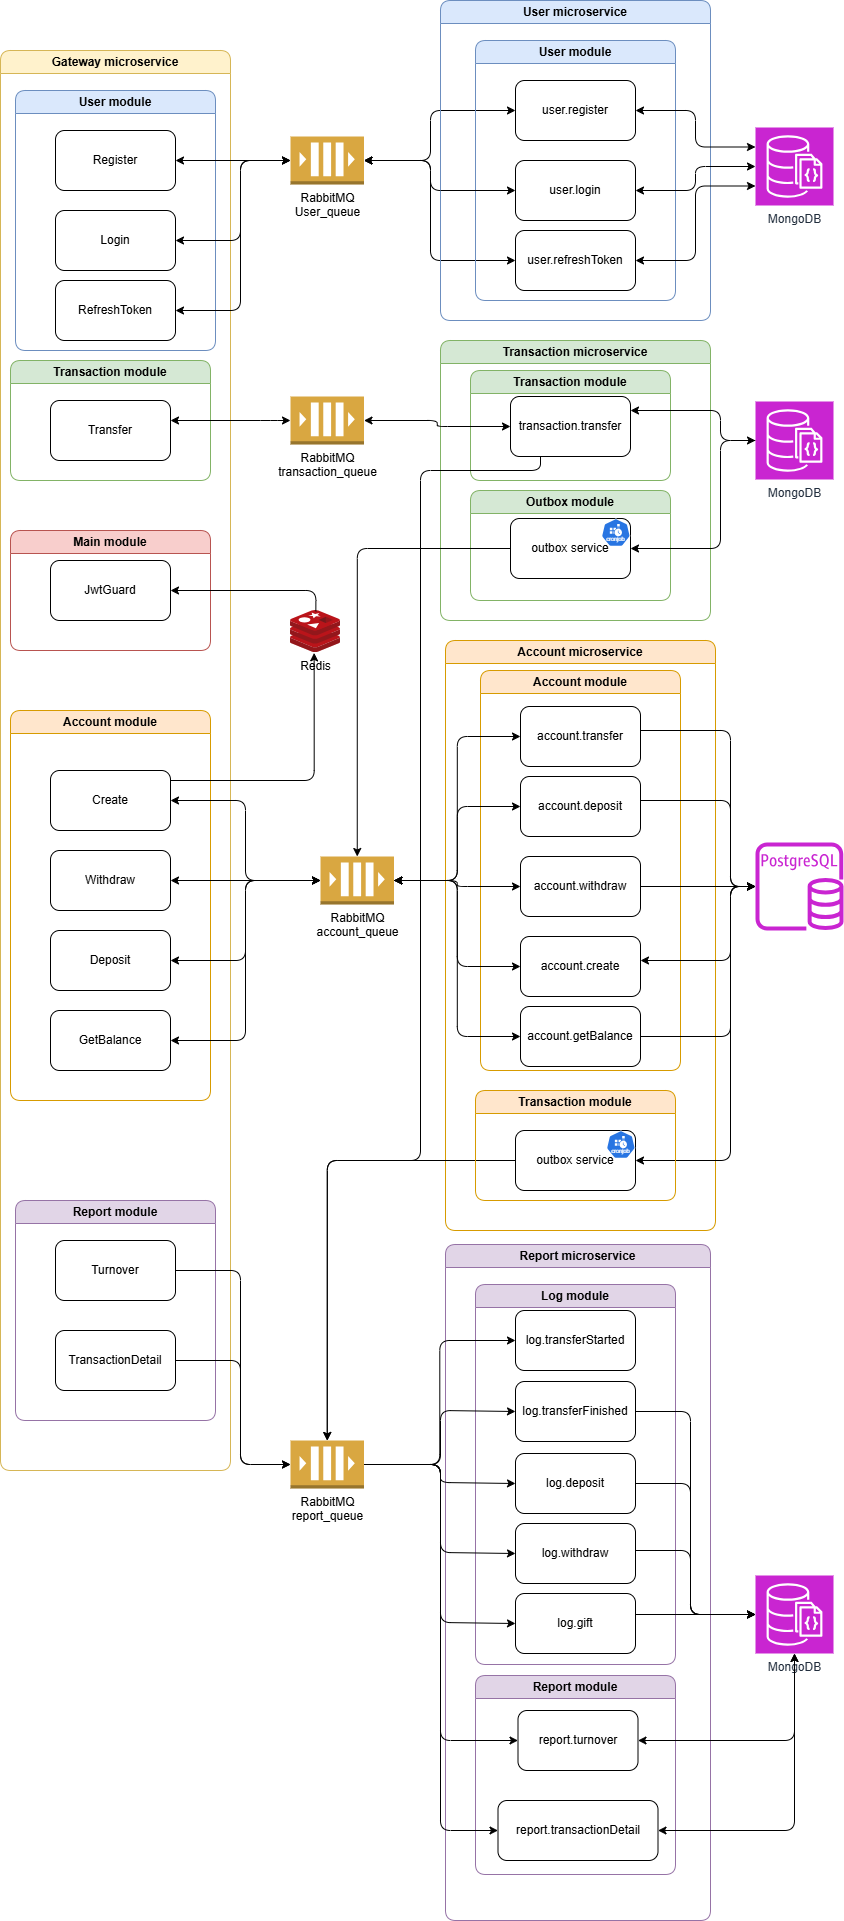 User microservice
User module
user.register
user.login
user.refreshToken
MongoDB
Gateway microservice
User module
Register
Login
RefreshToken
RabbitMQ
User_queue
Transaction module
Transfer
RabbitMQ
transaction_queue
Transaction microservice
Transaction module
transaction.transfer
Outbox module
outbox service
cronjob
MongoDB
Main module
JwtGuard
Redis
Account module
Create
Withdraw
Deposit
GetBalance
RabbitMQ
account_queue
Account microservice
Account module
account.transfer
account.deposit
account.withdraw
account.create
account.getBalance
Transaction module
outbox service
cronjob
PostgreSQL
Report module
Turnover
TransactionDetail
RabbitMQ
report_queue
Report microservice
Log module
log.transferStarted
log.transferFinished
log.deposit
log.withdraw
log.gift
Report module
report.turnover
report.transactionDetail
MongoDB